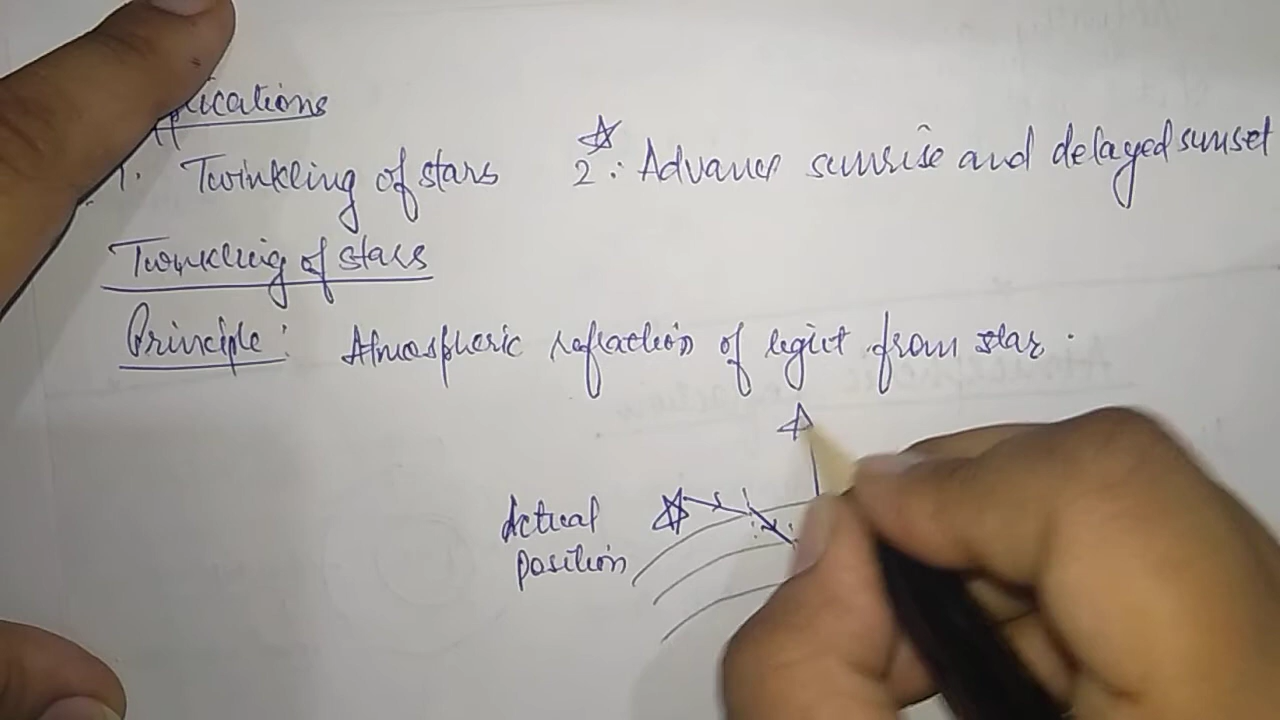 plications
1. Twinkling of stars 2. Advance sunrise and delayed sunset
Twinkling of stars
Principle: Atmospheric refraction of light from star.
Actual
position